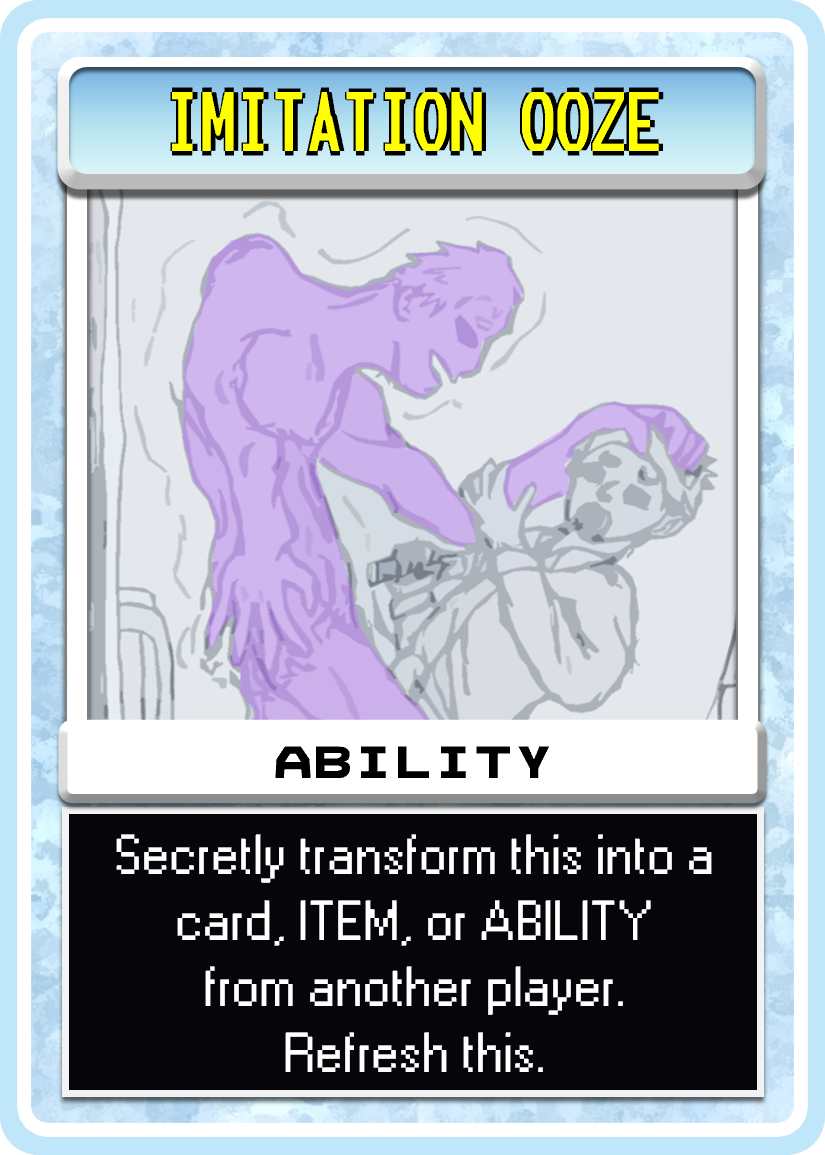 IMITATION OOZE
ABILITY
Secretly transform this into a
card, ITEM, or ABILITY
from another player.
Refresh this.